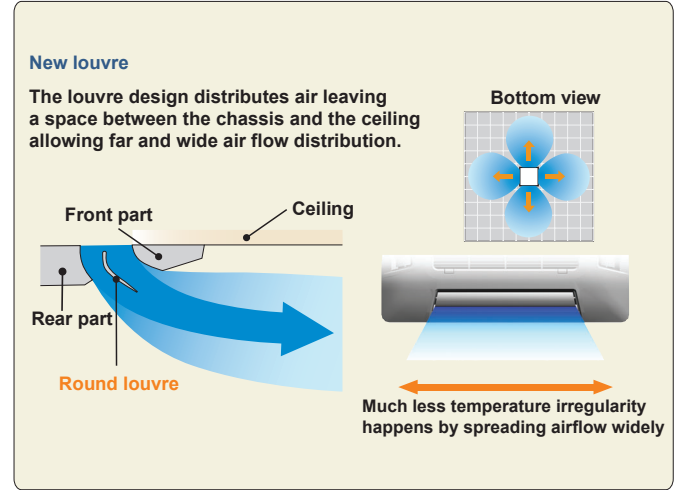 New louvre
The louvre design distributes air leaving
a space between the chassis and the ceiling
allowing far and wide air flow distribution.
Bottom view
Front part
Ceiling
Rear part
Round louvre
Much less temperature irregularity
happens by spreading airflow widely